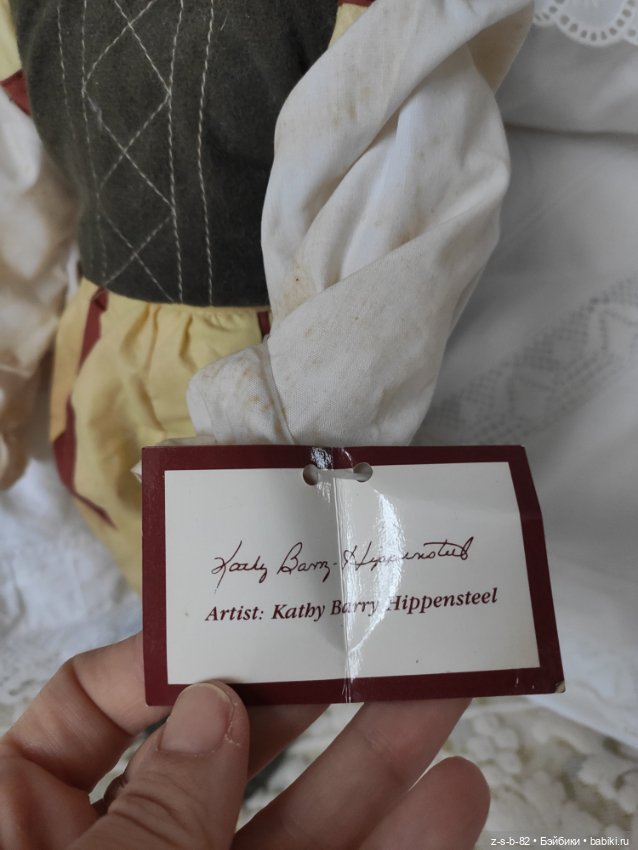 Kathy Barry-Hippensteel
Artist: Kathy Barry Hippensteel
z-s-b-82 • Бэйбики • babiki.ru